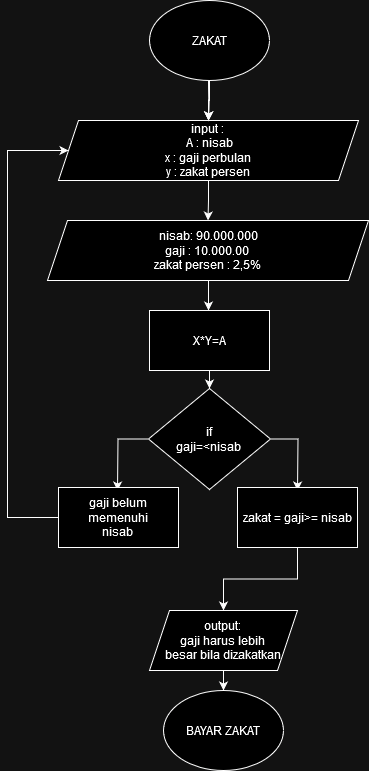 ZAKAT
input :
A : nisab
x : gaji perbulan
y : zakat persen
nisab: 90.000.000
gaji : 10.000.00
zakat persen : 2,5%
X*Y=A
if
gaji=<nisab
gaji belum
memenuhi
nisab
zakat = gaji>= nisab
output:
gaji harus lebih
besar bila dizakatkan
BAYAR ZAKAT